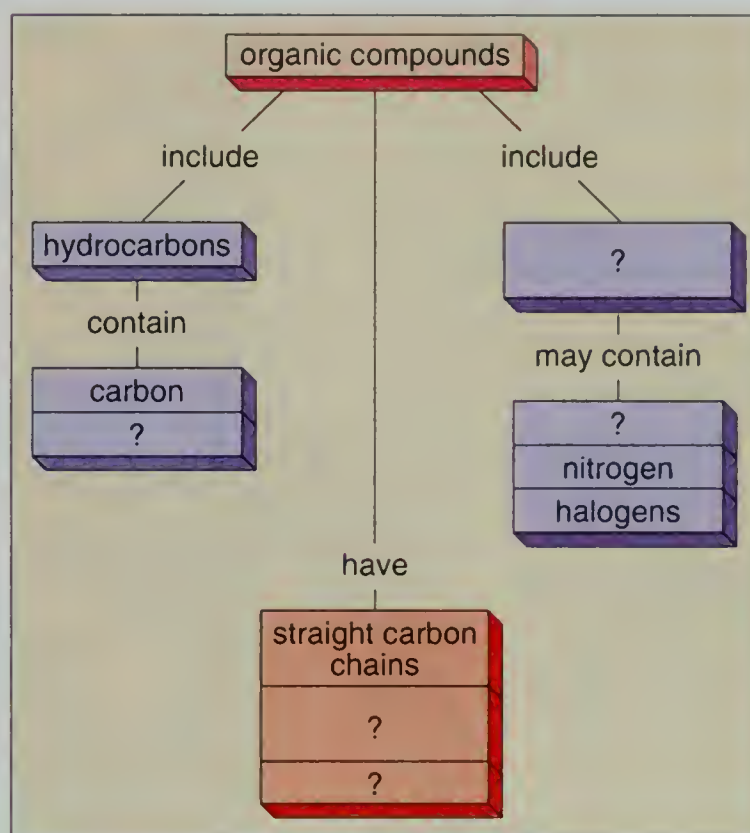 organic compounds
include
include
hydrocarbons
?
contain
may contain
carbon
?
?
nitrogen
halogens
have
straight carbon
chains
?
?